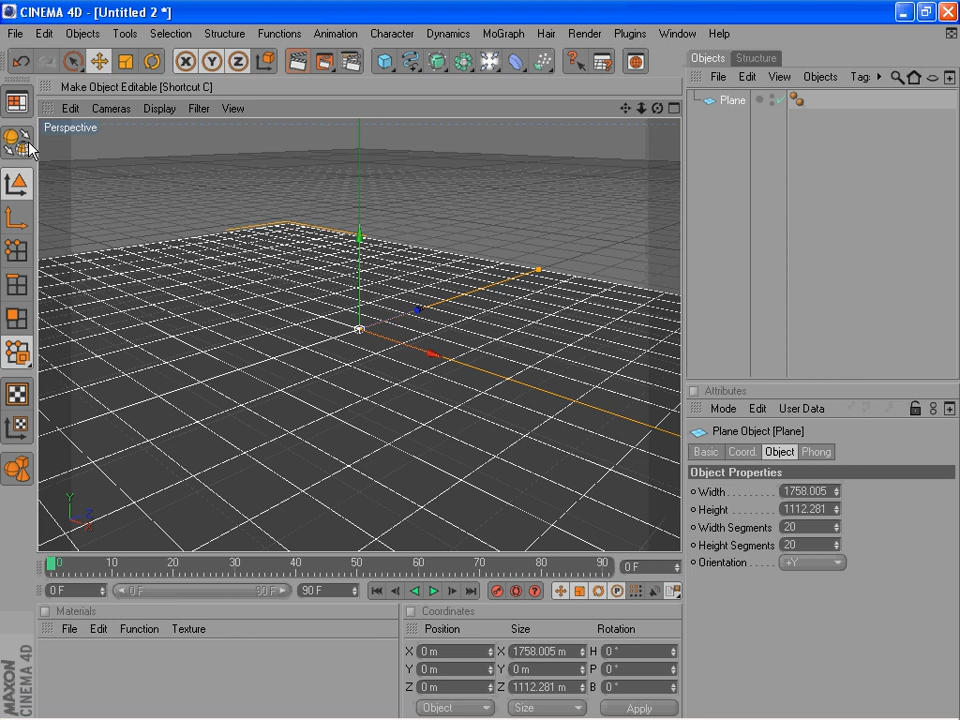 CINEMA 4D - [Untitled 2 *]
File Edit Objects Tools Selection Structure Functions Animation Character Dynamics MoGraph Hair Render Plugins Window Help
Make Object Editable [Shortcut C]
Edit Cameras Display Filter View
Perspective
Y
Z
X
0 10 20 30 40 50 60 70 80 90
0 F
0 F
0 F
90 F
90 F
Materials
File Edit Function Texture
Coordinates
Position Size Rotation
X 0 m X 1758.005 m H 0 °
Y 0 m Y 0 m P 0 °
Z 0 m Z 1112.281 m B 0 °
Object Size Apply
MAXON
CINEMA 4D
Objects Structure
File Edit View Objects Tag:
Plane
Attributes
Mode Edit User Data
Plane Object [Plane]
Basic Coord. Object Phong
Object Properties
Width . . . . . . . . 1758.005
Height . . . . . . . 1112.281
Width Segments 20
Height Segments 20
Orientation . . . . . +Y